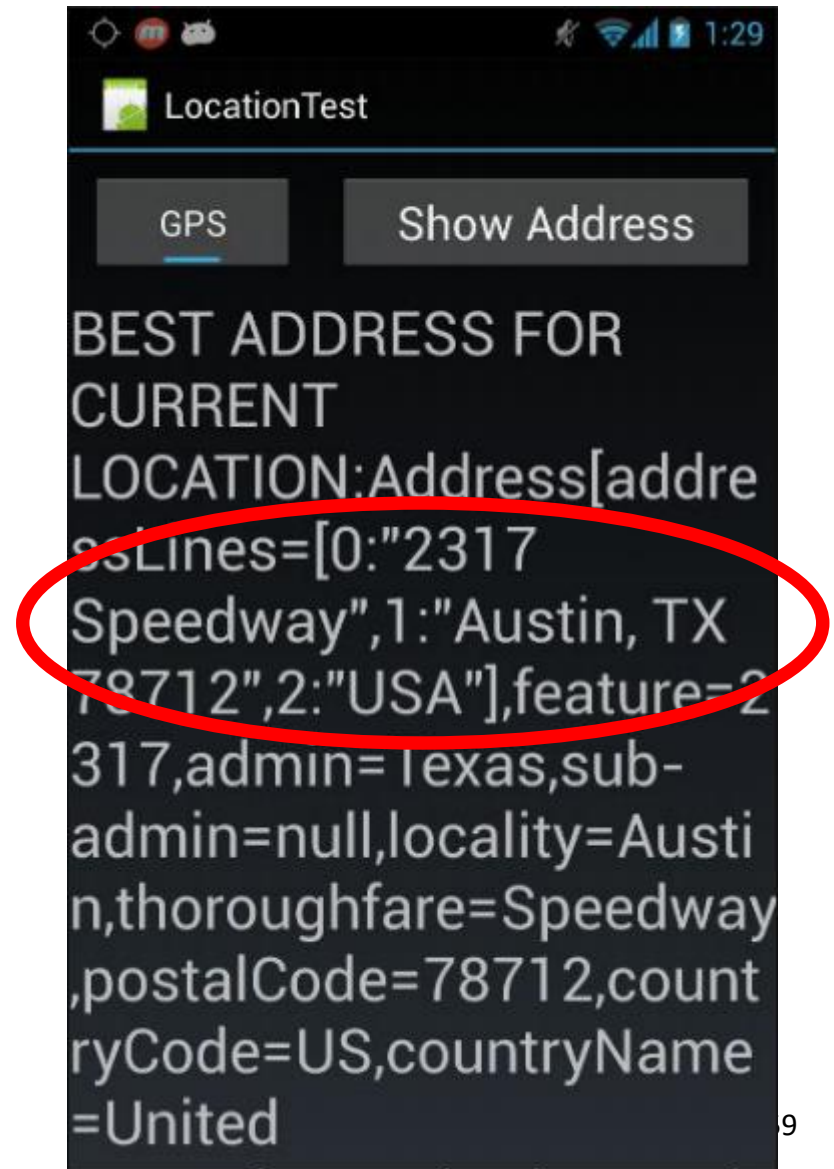 1:29
LocationTest
GPS
Show Address
BEST ADDRESS FOR
CURRENT
LOCATION:Address[addre
ssLines=[0:"2317
Speedway",1:"Austin, TX
78712",2:"USA"],feature=2
317,admin=Texas,sub-
admin=null,locality=Austi
n,thoroughfare=Speedway
,postalCode=78712,count
ryCode=US,countryName
=United